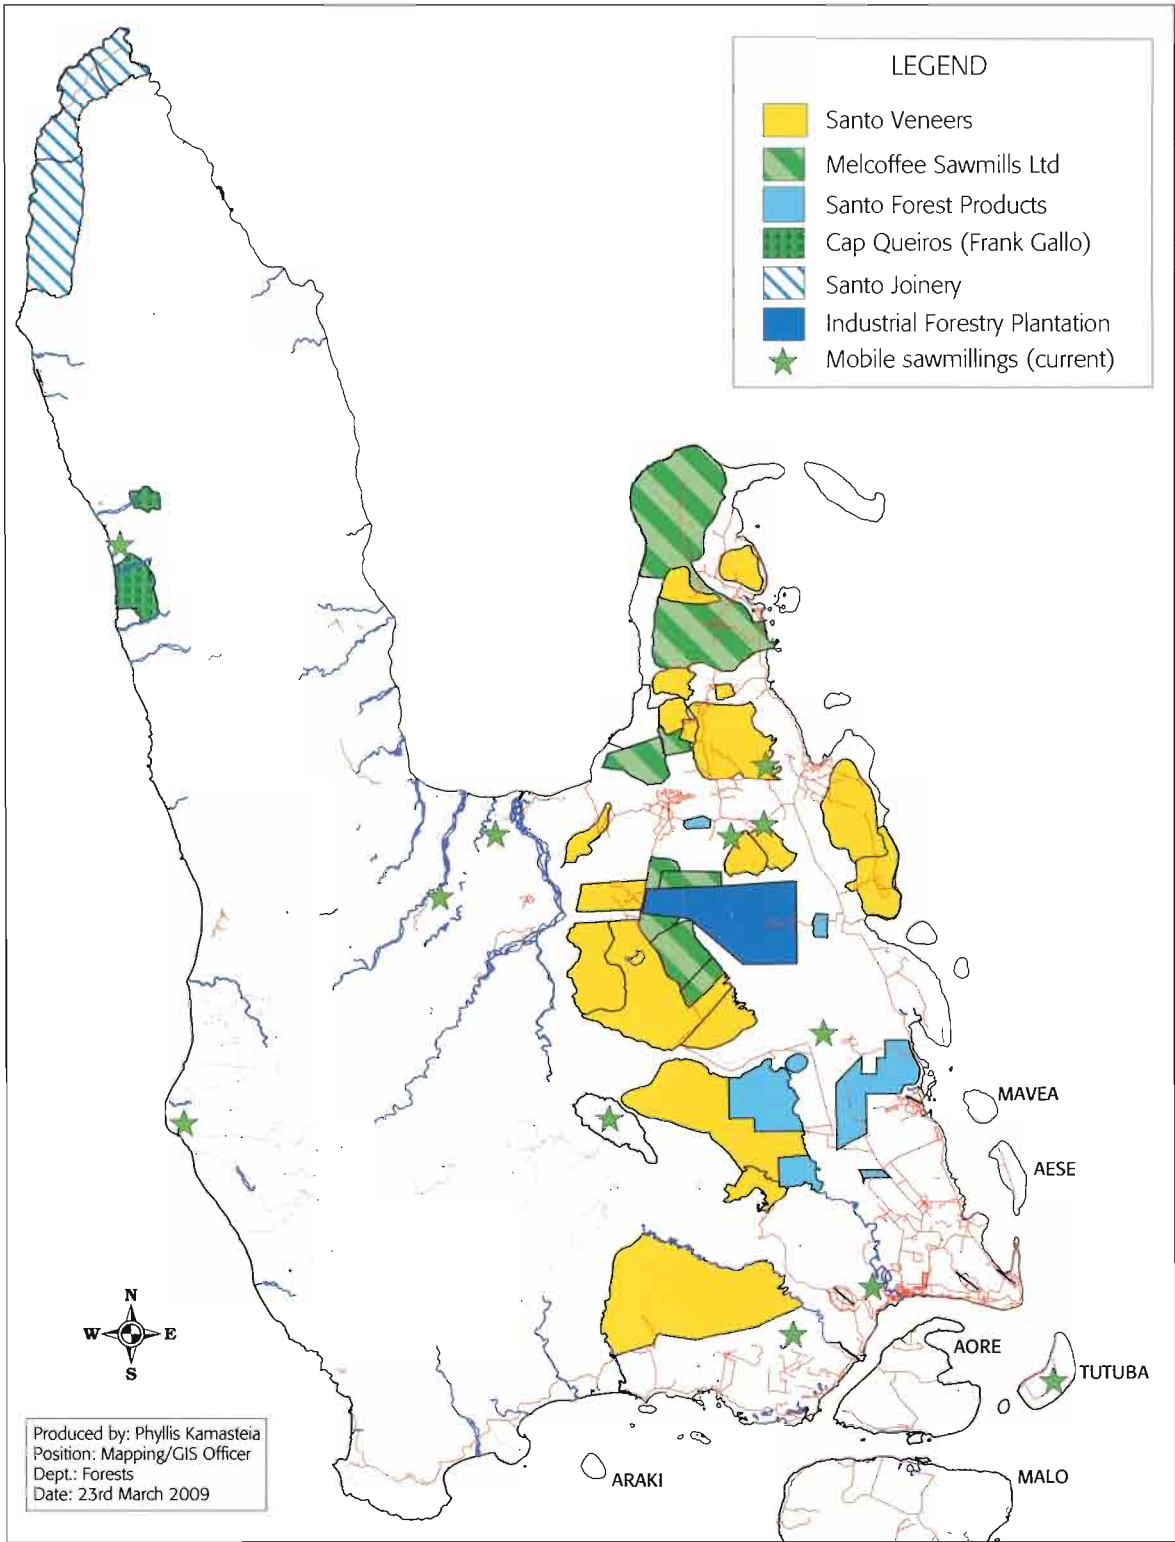 LEGEND
Santo Veneers
Melcoffee Sawmills Ltd
Santo Forest Products
Cap Queiros (Frank Gallo)
Santo Joinery
Industrial Forestry Plantation
Mobile sawmillings (current)
MAVEA
AESE
N
W E
S
AORE
TUTUBA
Produced by: Phyllis Kamasteia
Position: Mapping/GIS Officer
Dept.: Forests
Date: 23rd March 2009
ARAKI
MALO